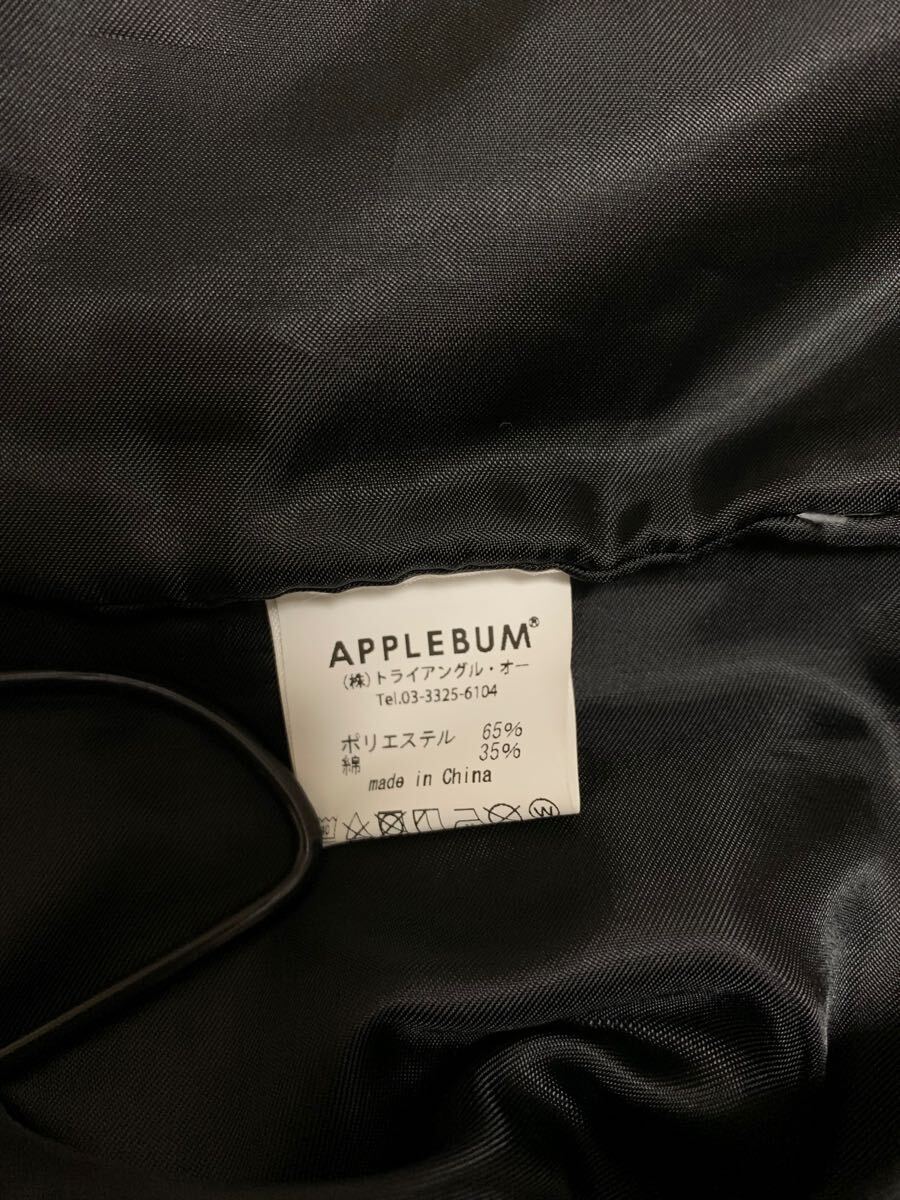 APPLEBUM®
(株)トライアングル・オー
Tel.03-3325-6104
ポリエステル 65%
綿 35%
made in China
W